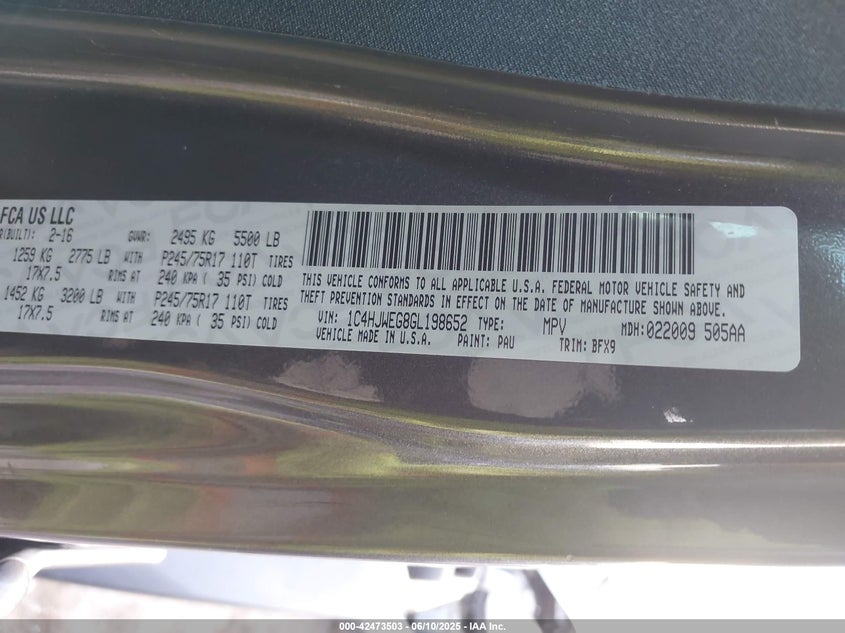 FCA US LLC
R(BUILT): 2-16 GVWR: 2495 KG 5500 LB
1259 KG 2775 LB WITH P245/75R17 110T TIRES
17X7.5 RIMS AT 240 KPA ( 35 PSI) COLD
1452 KG 3200 LB WITH P245/75R17 110T TIRES
17X7.5 RIMS AT 240 KPA ( 35 PSI) COLD
THIS VEHICLE CONFORMS TO ALL APPLICABLE U.S.A. FEDERAL MOTOR VEHICLE SAFETY AND
THEFT PREVENTION STANDARDS IN EFFECT ON THE DATE OF MANUFACTURE SHOWN ABOVE.
VIN: 1C4HJWEG8GL198652 TYPE: MPV MDH: 022009 505AA
VEHICLE MADE IN U.S.A. PAINT: PAU TRIM: BFX9
000-42473503 - 06/10/2025 - IAA Inc.